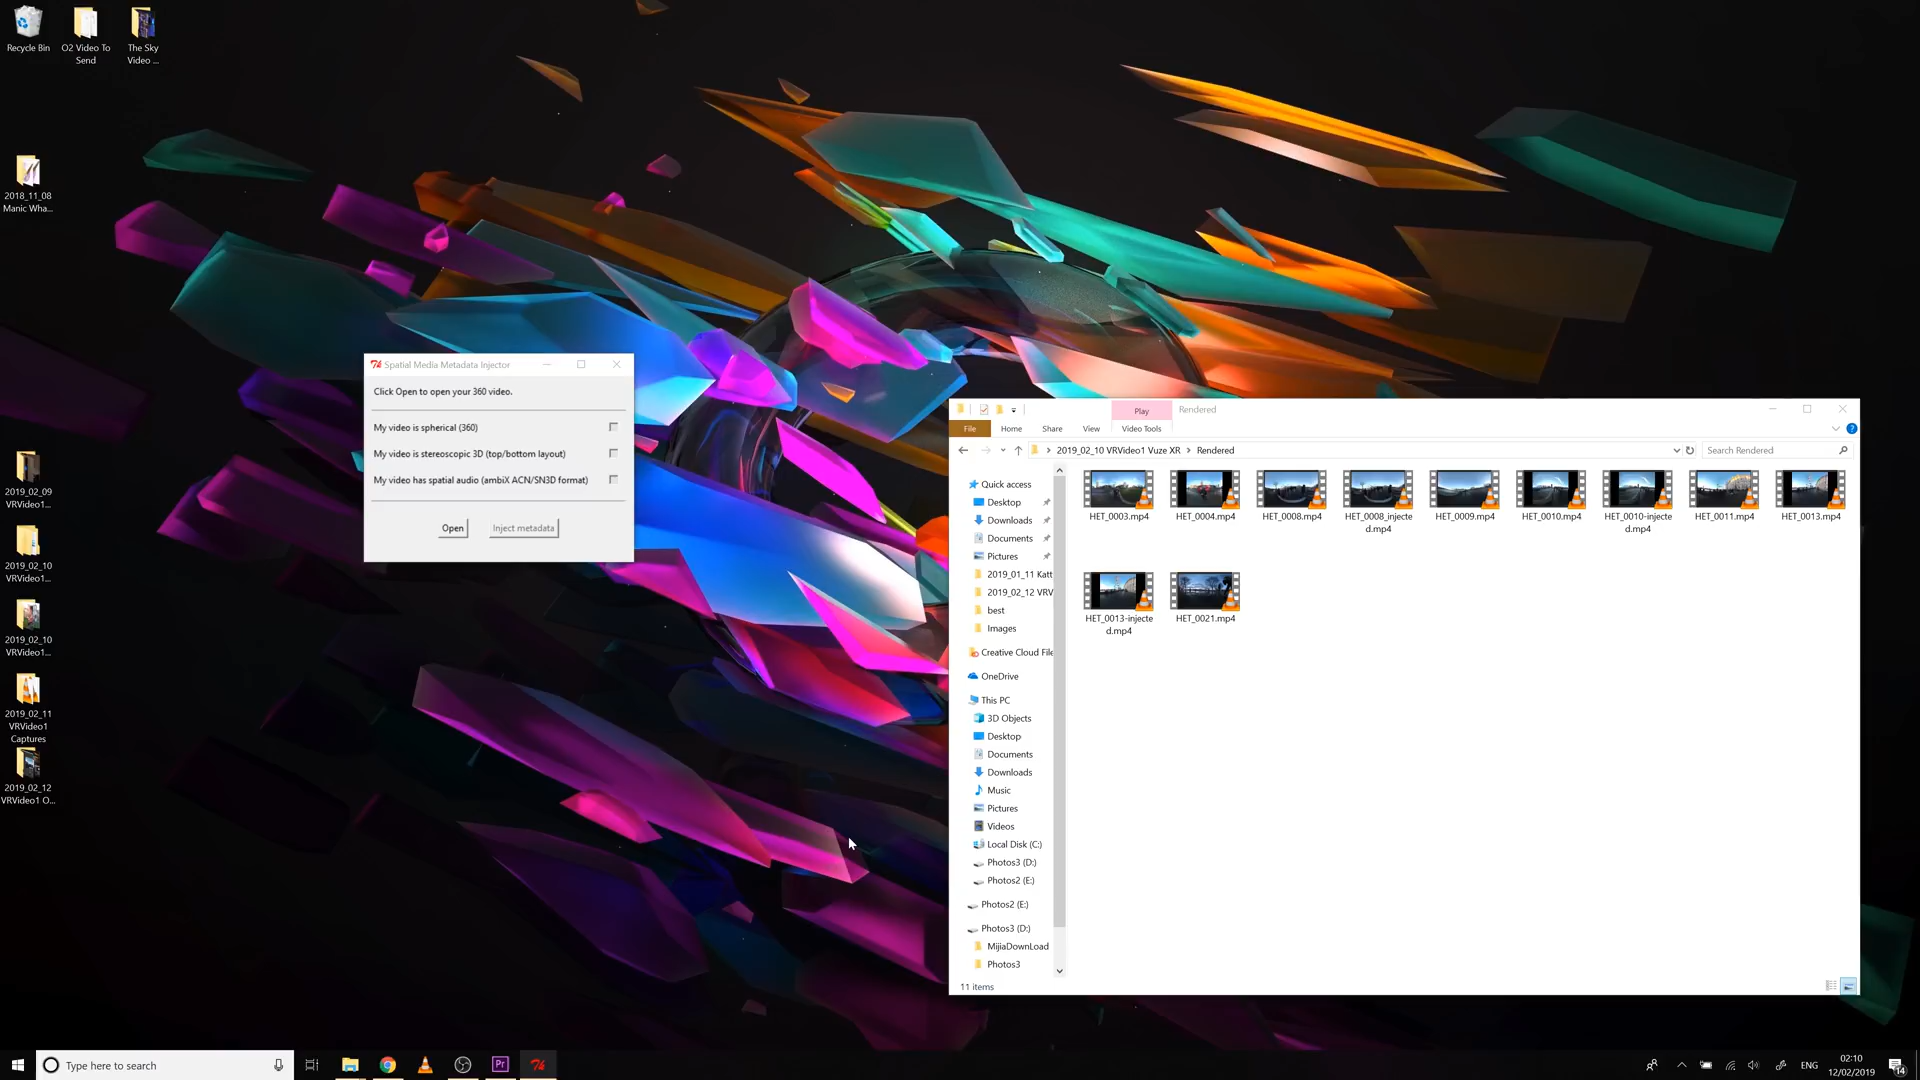 Recycle Bin
O2 Video To
Send
The Sky
Video ...
2018_11_08
Manic Wha...
2019_02_09
VRVideo1...
2019_02_10
VRVideo1...
2019_02_10
VRVideo1...
2019_02_11
VRVideo1
Captures
2019_02_12
VRVideo1 O...
Spatial Media Metadata Injector
Click Open to open your 360 video.
My video is spherical (360)
My video is stereoscopic 3D (top/bottom layout)
My video has spatial audio (ambiX ACN/SN3D format)
Open
Inject metadata
Play
Rendered
File
Home
Share
View
Video Tools
2019_02_10 VRVideo1 Vuze XR
Rendered
Search Rendered
Quick access
Desktop
Downloads
Documents
Pictures
2019_01_11 Katt
2019_02_12 VRV
best
Images
Creative Cloud File
OneDrive
This PC
3D Objects
Desktop
Documents
Downloads
Music
Pictures
Videos
Local Disk (C:)
Photos3 (D:)
Photos2 (E:)
Photos2 (E:)
Photos3 (D:)
MijiaDownLoad
Photos3
HET_0003.mp4
HET_0004.mp4
HET_0008.mp4
HET_0008_injecte
d.mp4
HET_0009.mp4
HET_0010.mp4
HET_0010-injecte
d.mp4
HET_0011.mp4
HET_0013.mp4
HET_0013-injecte
d.mp4
HET_0021.mp4
11 items
Type here to search
Pr
ENG
02:10
12/02/2019
14